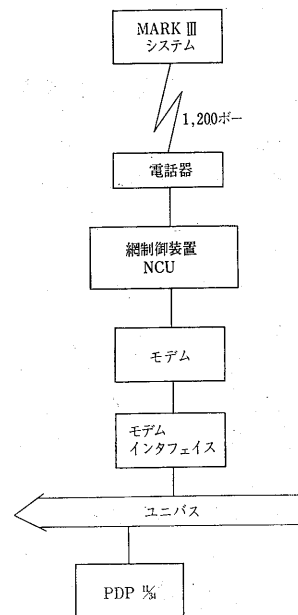 MARK Ⅲ
システム
1,200ボー
電話器
網制御装置
NCU
モデム
モデム
インタフェイス
ユニバス
PDP 11/34